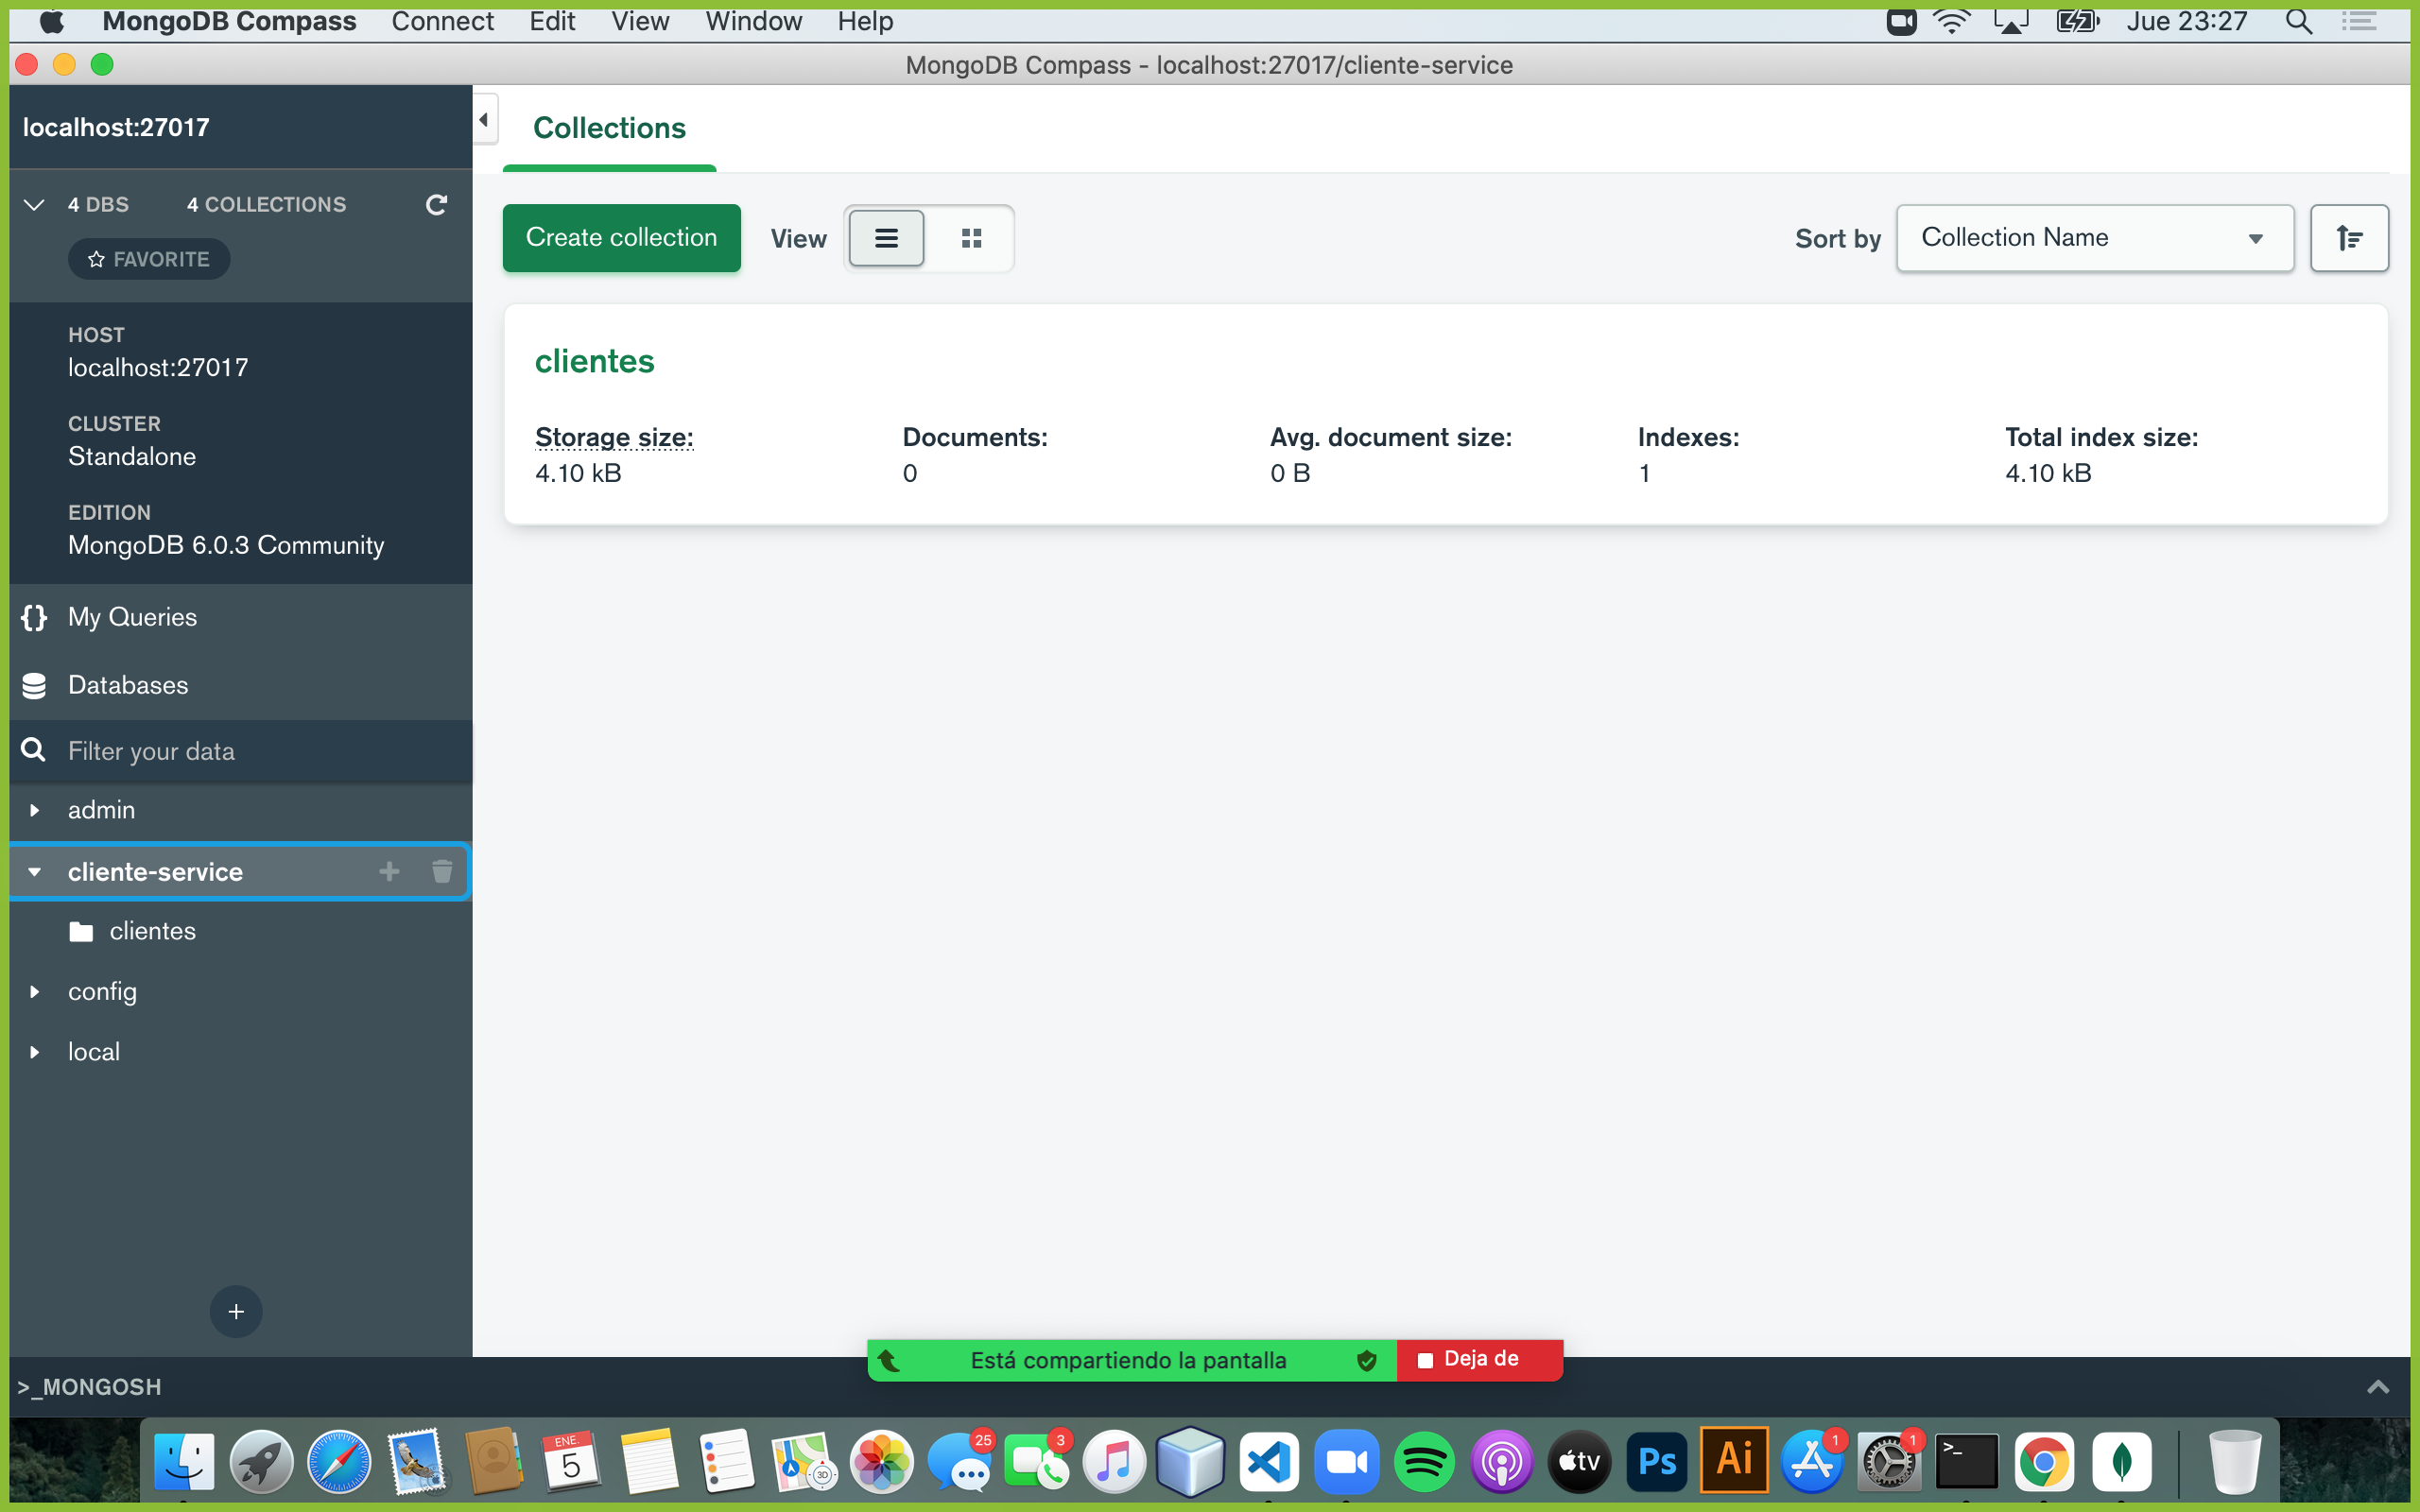 MongoDB Compass Connect Edit View Window Help Jue 23:27
MongoDB Compass - localhost:27017/cliente-service
localhost:27017
4 DBS 4 COLLECTIONS
FAVORITE
HOST
localhost:27017
CLUSTER
Standalone
EDITION
MongoDB 6.0.3 Community
{} My Queries
Databases
Filter your data
admin
cliente-service
clientes
config
local
+
Collections
Create collection View Sort by Collection Name
clientes
Storage size: Documents: Avg. document size: Indexes: Total index size:
4.10 kB 0 0 B 1 4.10 kB
Está compartiendo la pantalla Deja de
>_MONGOSH
ENE
5
3D
25
3
tv
Ps
Ai
1
1
>_